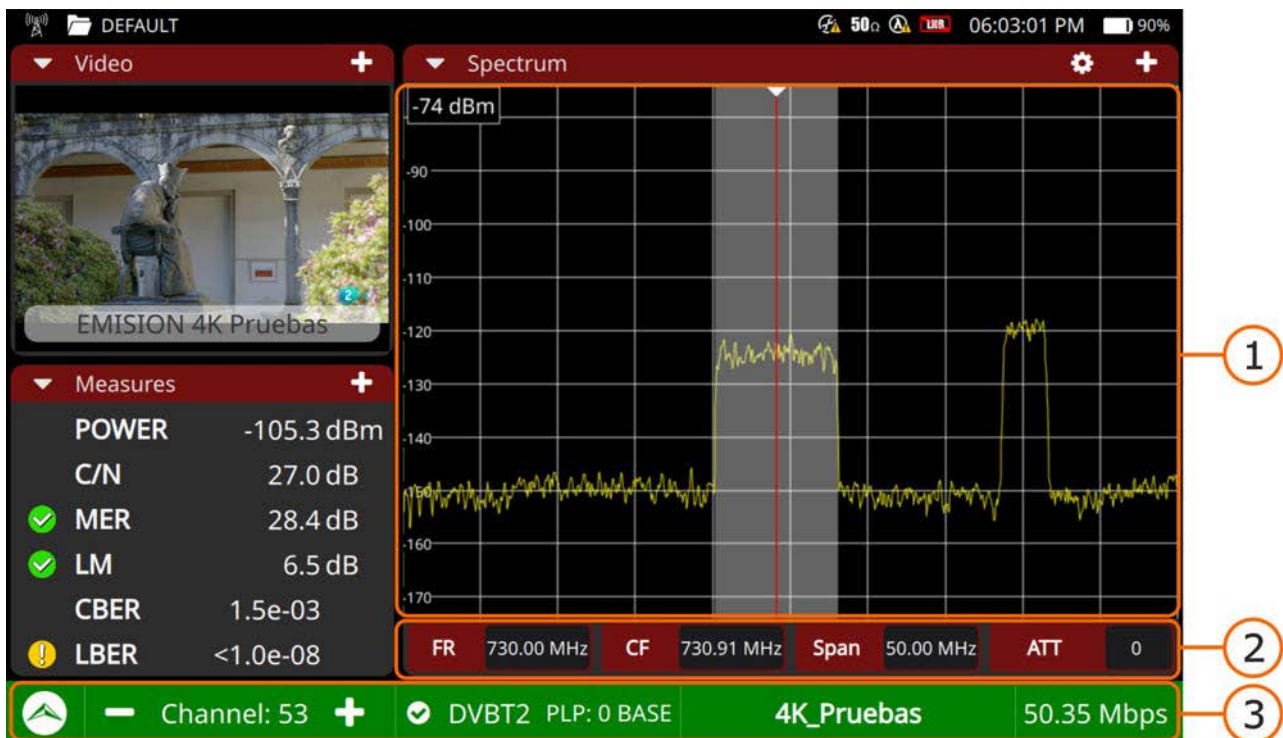 DEFAULT
50Ω
LNB
06:03:01 PM
90%
Video
Spectrum
-74 dBm
-90
-100
-110
-120
-130
-140
-150
-160
-170
2
EMISION 4K Pruebas
Measures
POWER -105.3 dBm
C/N 27.0 dB
MER 28.4 dB
LM 6.5 dB
CBER 1.5e-03
LBER <1.0e-08
FR 730.00 MHz CF 730.91 MHz Span 50.00 MHz ATT 0
Channel: 53
DVBT2 PLP: 0 BASE
4K_Pruebas
50.35 Mbps
1
2
3